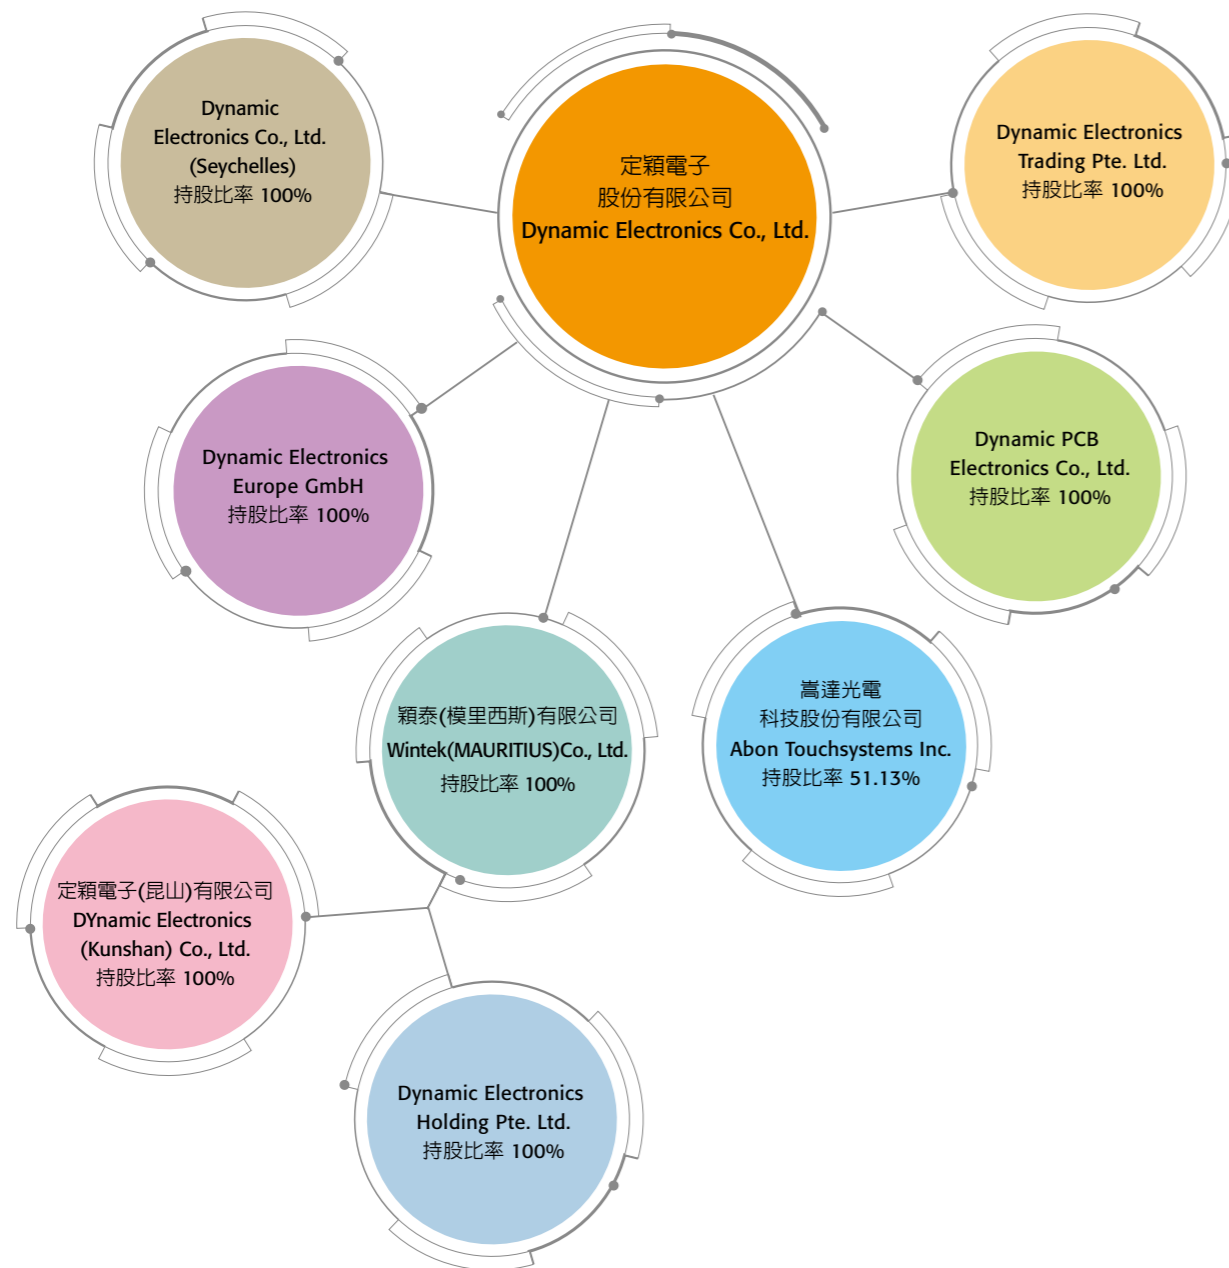 Dynamic
Electronics Co., Ltd.
(Seychelles)
持股比率 100%
定穎電子
股份有限公司
Dynamic Electronics Co., Ltd.
Dynamic Electronics
Trading Pte. Ltd.
持股比率 100%
Dynamic Electronics
Europe GmbH
持股比率 100%
Dynamic PCB
Electronics Co., Ltd.
持股比率 100%
穎泰(模里西斯)有限公司
Wintek(MAURITIUS)Co., Ltd.
持股比率 100%
嵩達光電
科技股份有限公司
Abon Touchsystems Inc.
持股比率 51.13%
定穎電子(昆山)有限公司
DYnamic Electronics
(Kunshan) Co., Ltd.
持股比率 100%
Dynamic Electronics
Holding Pte. Ltd.
持股比率 100%